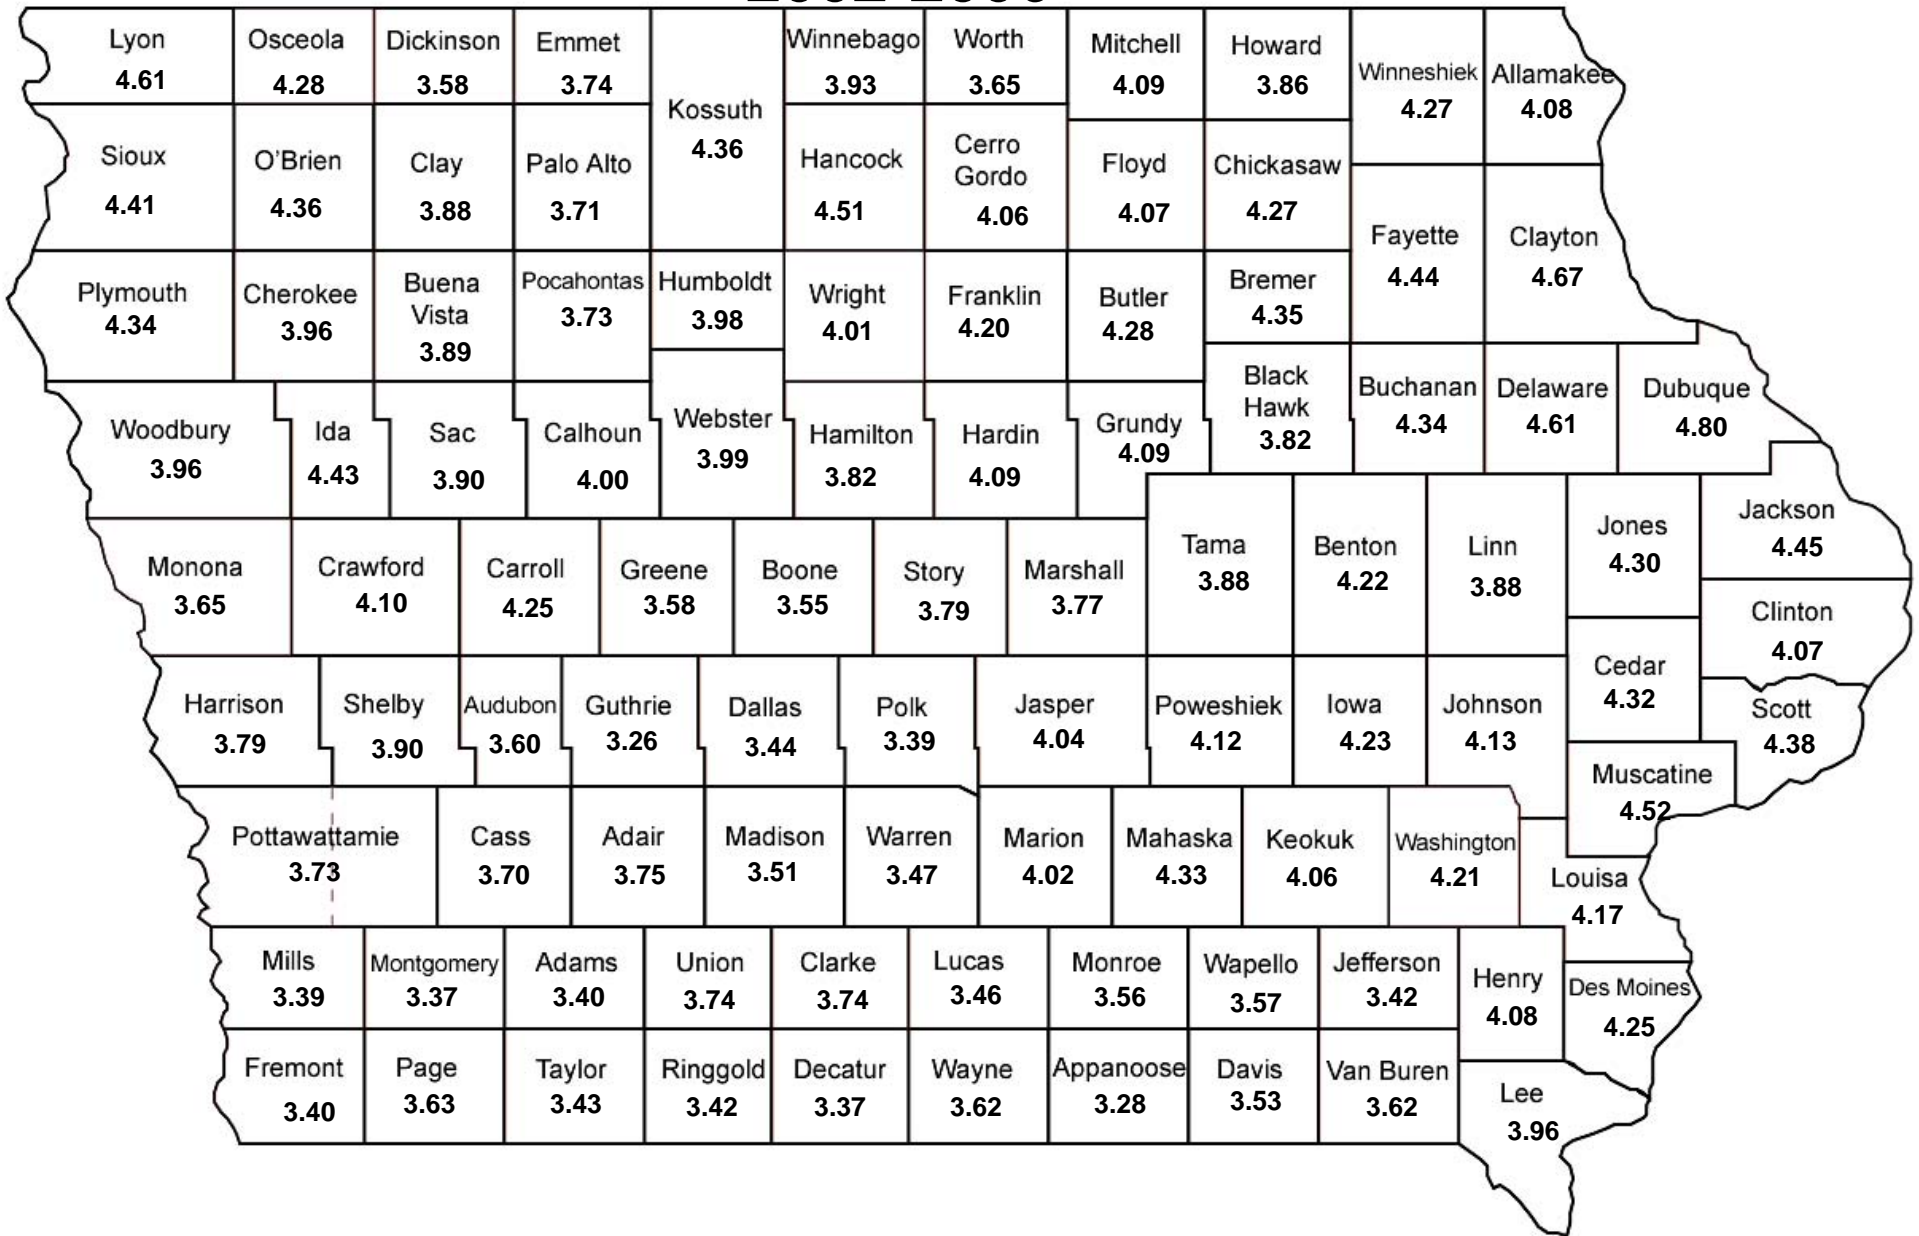 Lyon
4.61
Osceola
4.28
Dickinson
3.58
Emmet
3.74
Kossuth
4.36
Winnebago
3.93
Worth
3.65
Mitchell
4.09
Howard
3.86
Winneshiek
4.27
Allamakee
4.08
Sioux
4.41
O'Brien
4.36
Clay
3.88
Palo Alto
3.71
Hancock
4.51
Cerro
Gordo
4.06
Floyd
4.07
Chickasaw
4.27
Fayette
4.44
Clayton
4.67
Plymouth
4.34
Cherokee
3.96
Buena
Vista
3.89
Pocahontas
3.73
Humboldt
3.98
Wright
4.01
Franklin
4.20
Butler
4.28
Bremer
4.35
Woodbury
3.96
Ida
4.43
Sac
3.90
Calhoun
4.00
Webster
3.99
Hamilton
3.82
Hardin
4.09
Grundy
4.09
Black
Hawk
3.82
Buchanan
4.34
Delaware
4.61
Dubuque
4.80
Monona
3.65
Crawford
4.10
Carroll
4.25
Greene
3.58
Boone
3.55
Story
3.79
Marshall
3.77
Tama
3.88
Benton
4.22
Linn
3.88
Jones
4.30
Jackson
4.45
Clinton
4.07
Cedar
4.32
Scott
4.38
Harrison
3.79
Shelby
3.90
Audubon
3.60
Guthrie
3.26
Dallas
3.44
Polk
3.39
Jasper
4.04
Poweshiek
4.12
Iowa
4.23
Johnson
4.13
Muscatine
4.52
Pottawattamie
3.73
Cass
3.70
Adair
3.75
Madison
3.51
Warren
3.47
Marion
4.02
Mahaska
4.33
Keokuk
4.06
Washington
4.21
Louisa
4.17
Mills
3.39
Montgomery
3.37
Adams
3.40
Union
3.74
Clarke
3.74
Lucas
3.46
Monroe
3.56
Wapello
3.57
Jefferson
3.42
Henry
4.08
Des Moines
4.25
Fremont
3.40
Page
3.63
Taylor
3.43
Ringgold
3.42
Decatur
3.37
Wayne
3.62
Appanoose
3.28
Davis
3.53
Van Buren
3.62
Lee
3.96